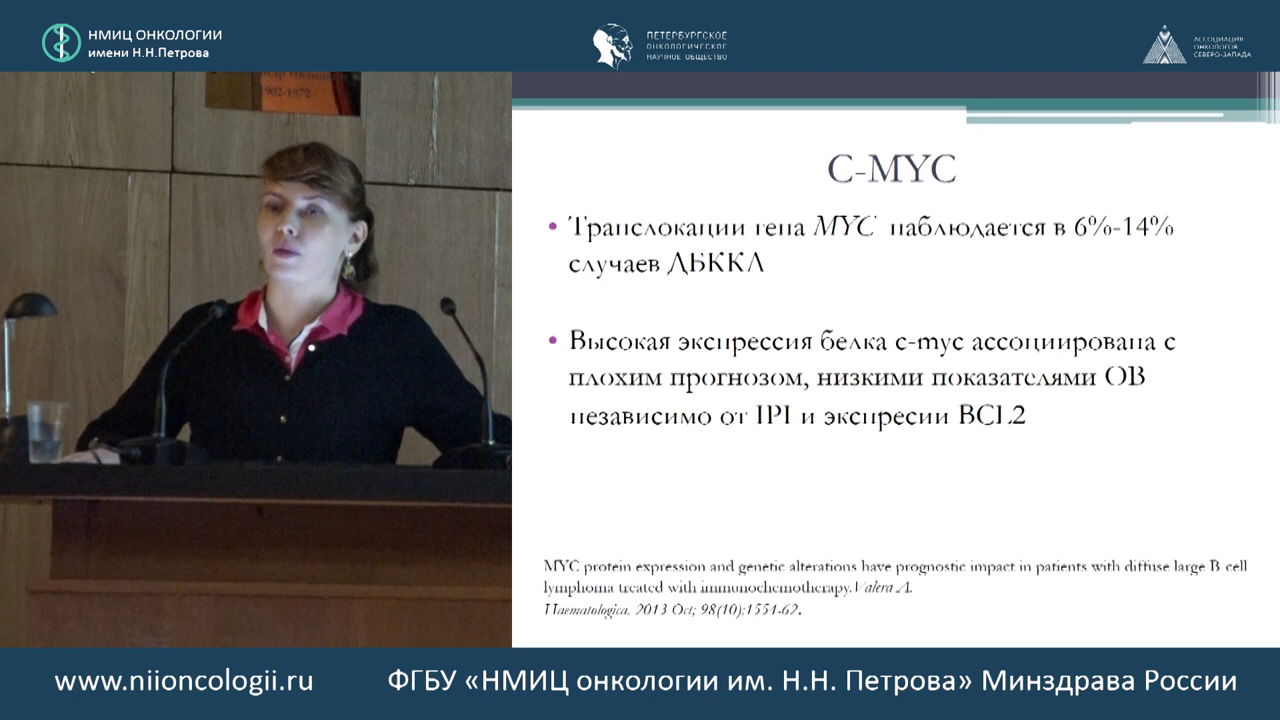 НМИЦ ОНКОЛОГИИ
имени Н.Н.Петрова
ПЕТЕРБУРГСКОЕ
ОНКОЛОГИЧЕСКОЕ
НАУЧНОЕ ОБЩЕСТВО
АССОЦИАЦИЯ
ОНКОЛОГОВ
СЕВЕРО-ЗАПАДА
1902-1972
C-MYC
• Транслокации гена MYC наблюдается в 6%-14%
случаев ДБККЛ
• Высокая экспрессия белка c-myc ассоциирована с
плохим прогнозом, низкими показателями ОВ
независимо от IPI и экспресии BCL2
MYC protein expression and genetic alterations have prognostic impact in patients with diffuse large B cell
lymphoma treated with immunochemotherapy. Valera A.
Haematologica. 2013 Oct; 98(10):1554-62.
www.niioncologii.ru
ФГБУ «НМИЦ онкологии им. Н.Н. Петрова» Минздрава России